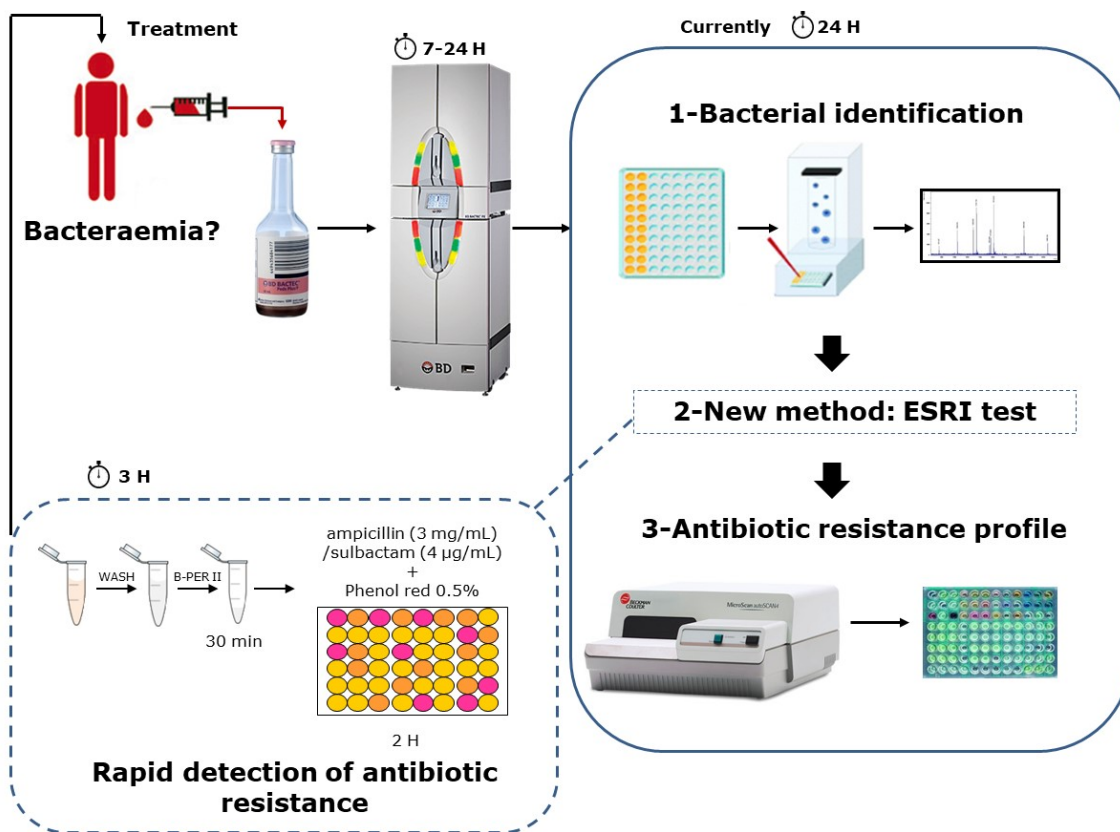 Treatment
Currently 24 H
7-24 H
1-Bacterial identification
Bacteraemia?
BD BACTEC
BD
2-New method: ESRI test
3 H
3-Antibiotic resistance profile
ampicillin (3 mg/mL)
/sulbactam (4 µg/mL)
+
Phenol red 0.5%
WASH
B-PER II
30 min
BECKMAN
COULTER
MicroScan autoSCAN4
2 H
Rapid detection of antibiotic
resistance